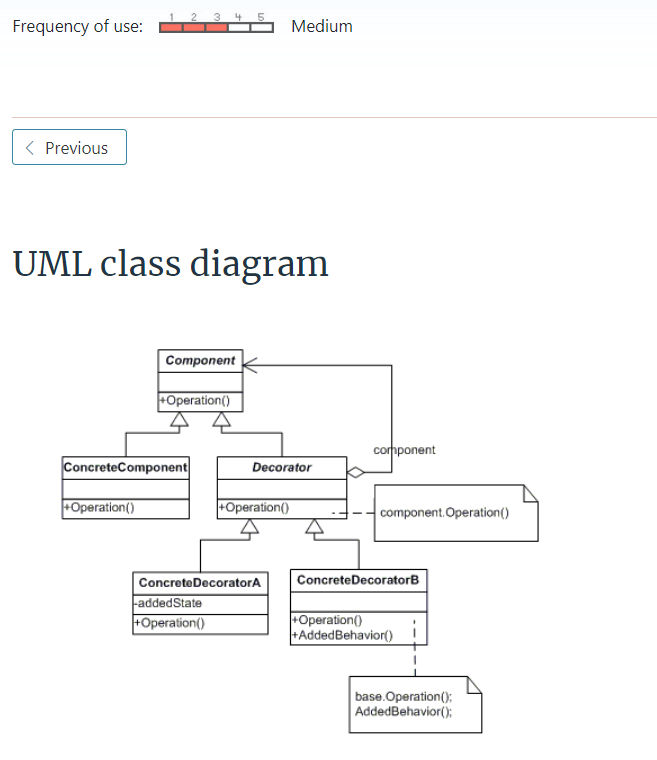 Frequency of use:
1 2 3 4 5
Medium
Previous
UML class diagram
Component
+Operation()
component
ConcreteComponent
+Operation()
Decorator
+Operation()
component.Operation()
ConcreteDecoratorA
-addedState
+Operation()
ConcreteDecoratorB
+Operation()
+AddedBehavior()
base.Operation();
AddedBehavior();